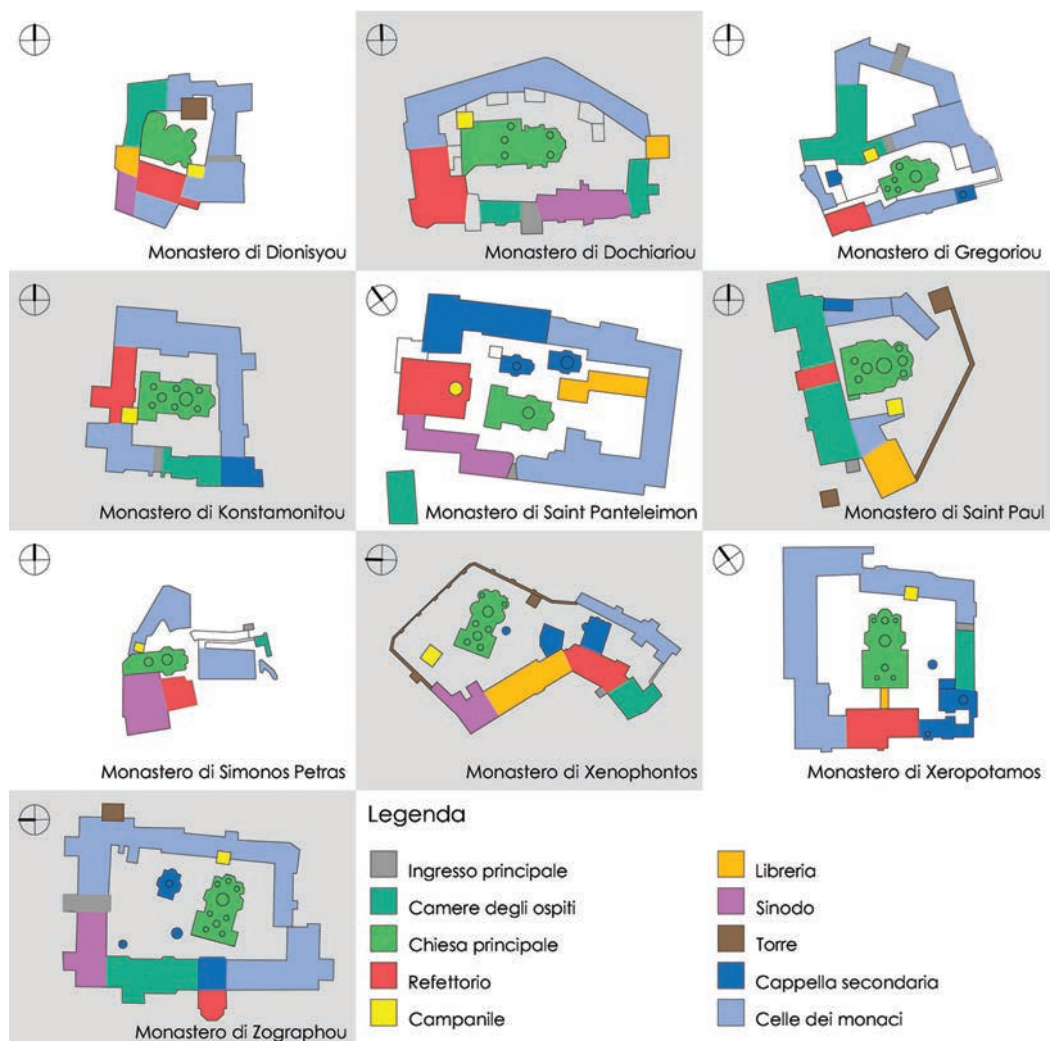 Monastero di Dionisyou
Monastero di Dochiariou
Monastero di Gregoriou
Monastero di Konstamonitou
Monastero di Saint Panteleimon
Monastero di Saint Paul
Monastero di Simonos Petras
Monastero di Xenophontos
Monastero di Xeropotamos
Monastero di Zographou
Legenda
Ingresso principale
Camere degli ospiti
Chiesa principale
Refettorio
Campanile
Libreria
Sinodo
Torre
Cappella secondaria
Celle dei monaci